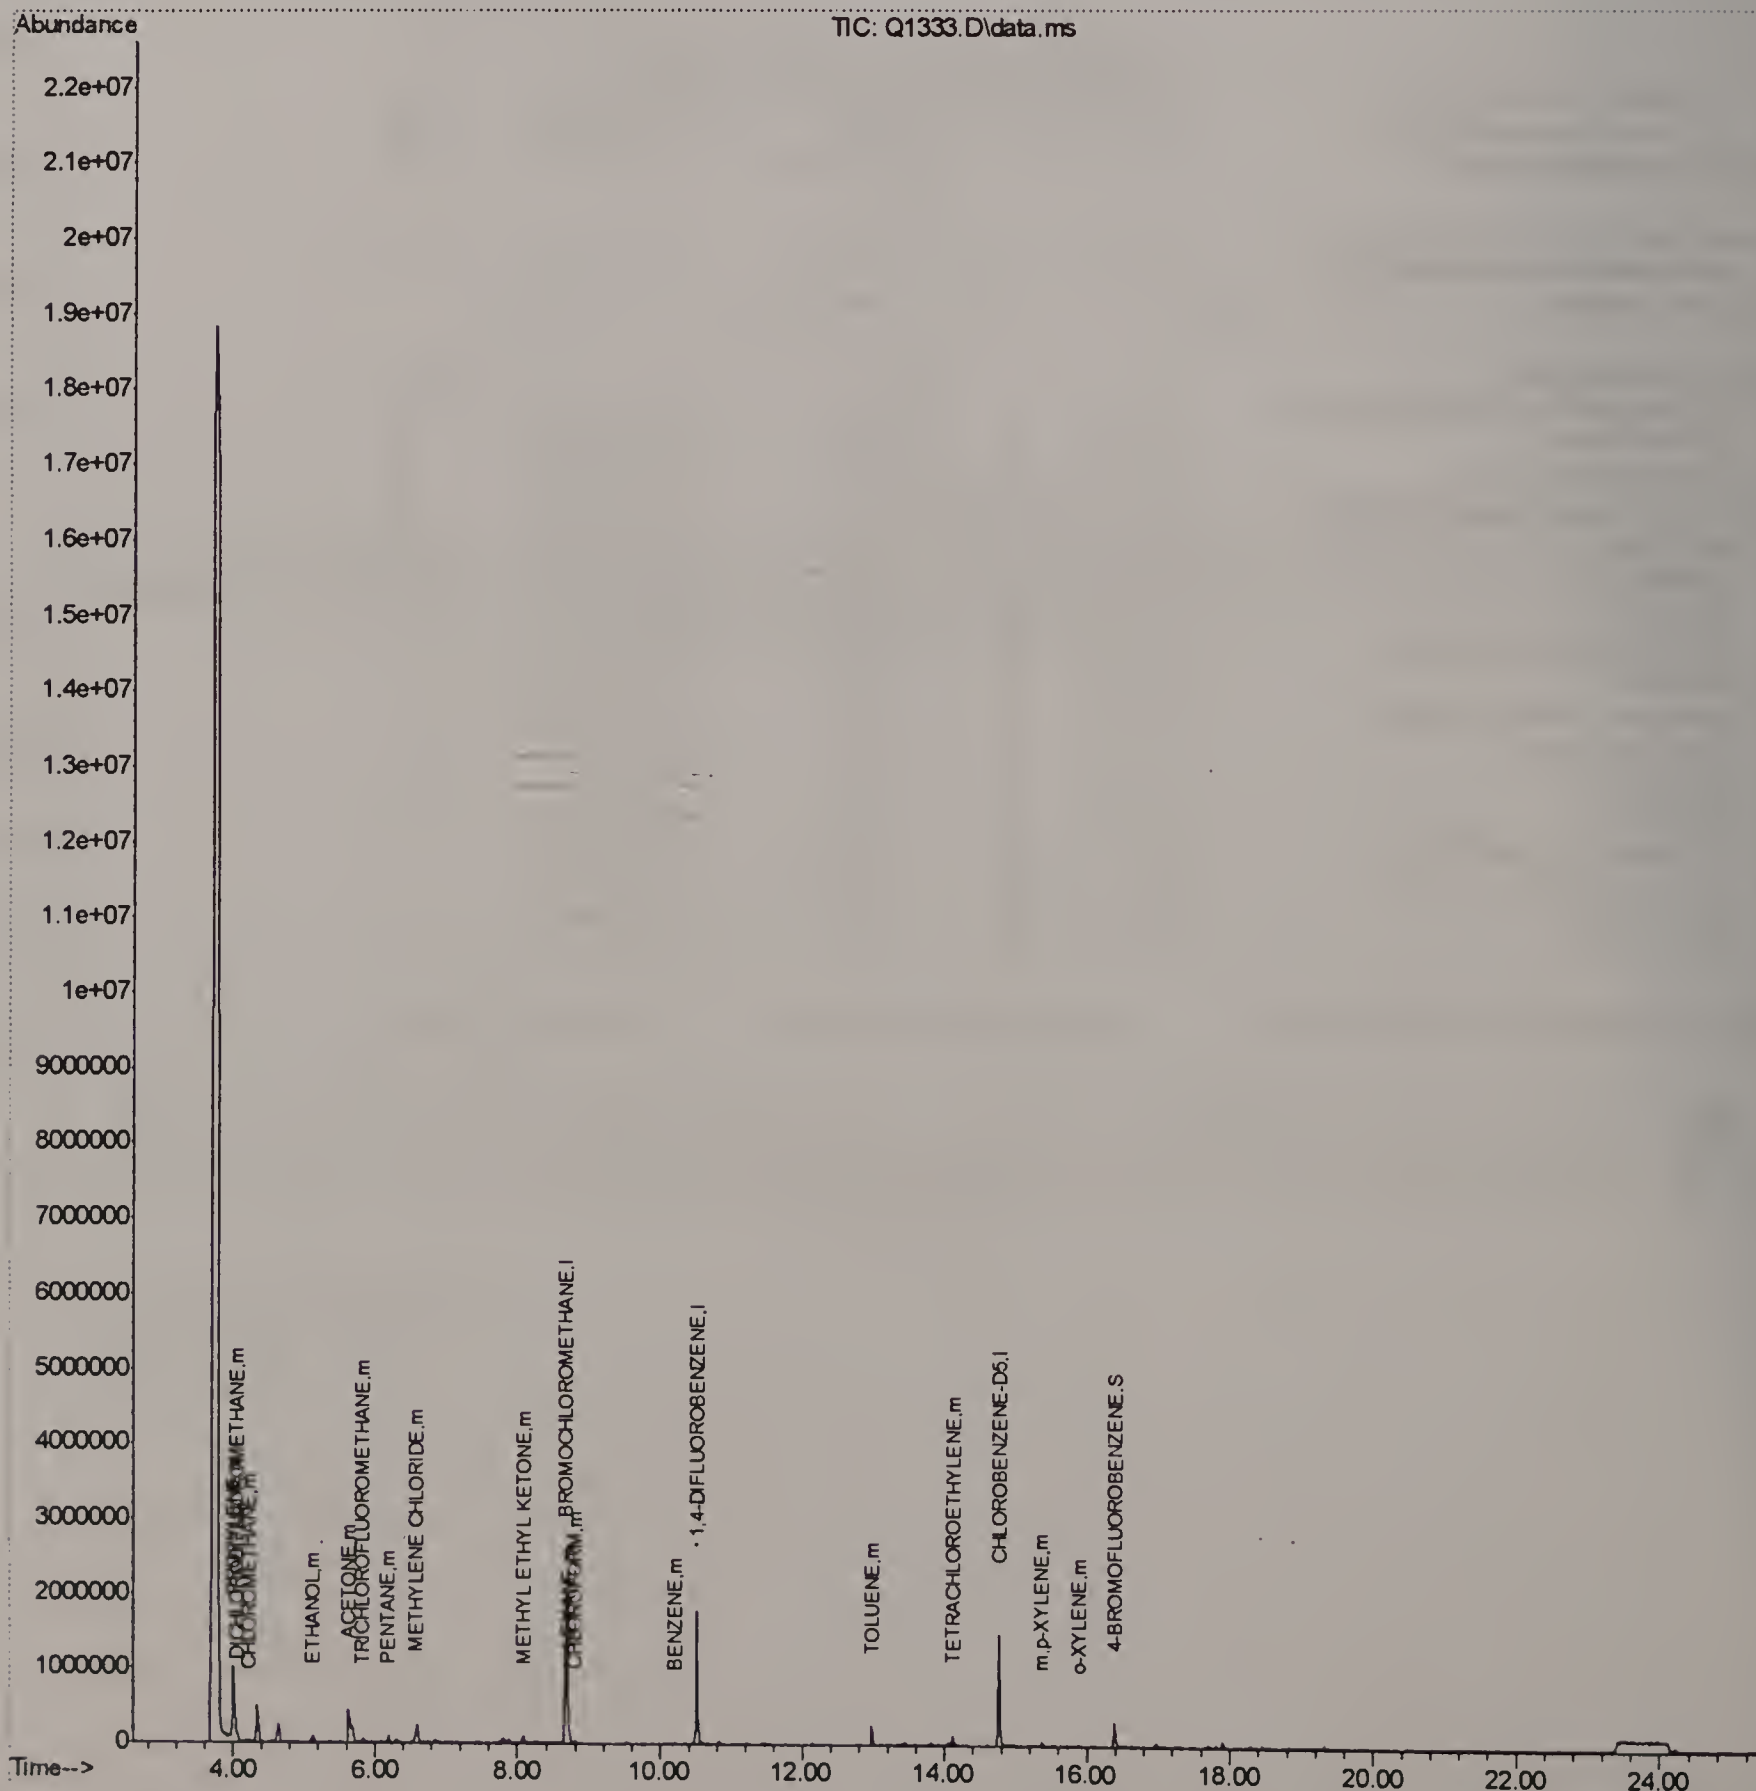 Abundance
TIC: Q1333.D\data.ms
2.2e+07
2.1e+07
2e+07
1.9e+07
1.8e+07
1.7e+07
1.6e+07
1.5e+07
1.4e+07
1.3e+07
1.2e+07
1.1e+07
1e+07
9000000
8000000
7000000
6000000
5000000
4000000
3000000
2000000
1000000
0
CHLOROMETHANE,m
ETHANOL,m
ACETONE,m
TRICHLOROFLUOROMETHANE,m
PENTANE,m
METHYLENE CHLORIDE,m
METHYL ETHYL KETONE,m
BROMOCHLOROMETHANE,I
CHLOROFORM,m
BENZENE,m
1,4-DIFLUOROBENZENE,I
TOLUENE,m
TETRACHLOROETHYLENE,m
CHLOROBENZENE-D5,I
m,p-XYLENE,m
o-XYLENE,m
4-BROMOFLUOROBENZENE,S
Time-->
4.00 6.00 8.00 10.00 12.00 14.00 16.00 18.00 20.00 22.00 24.00